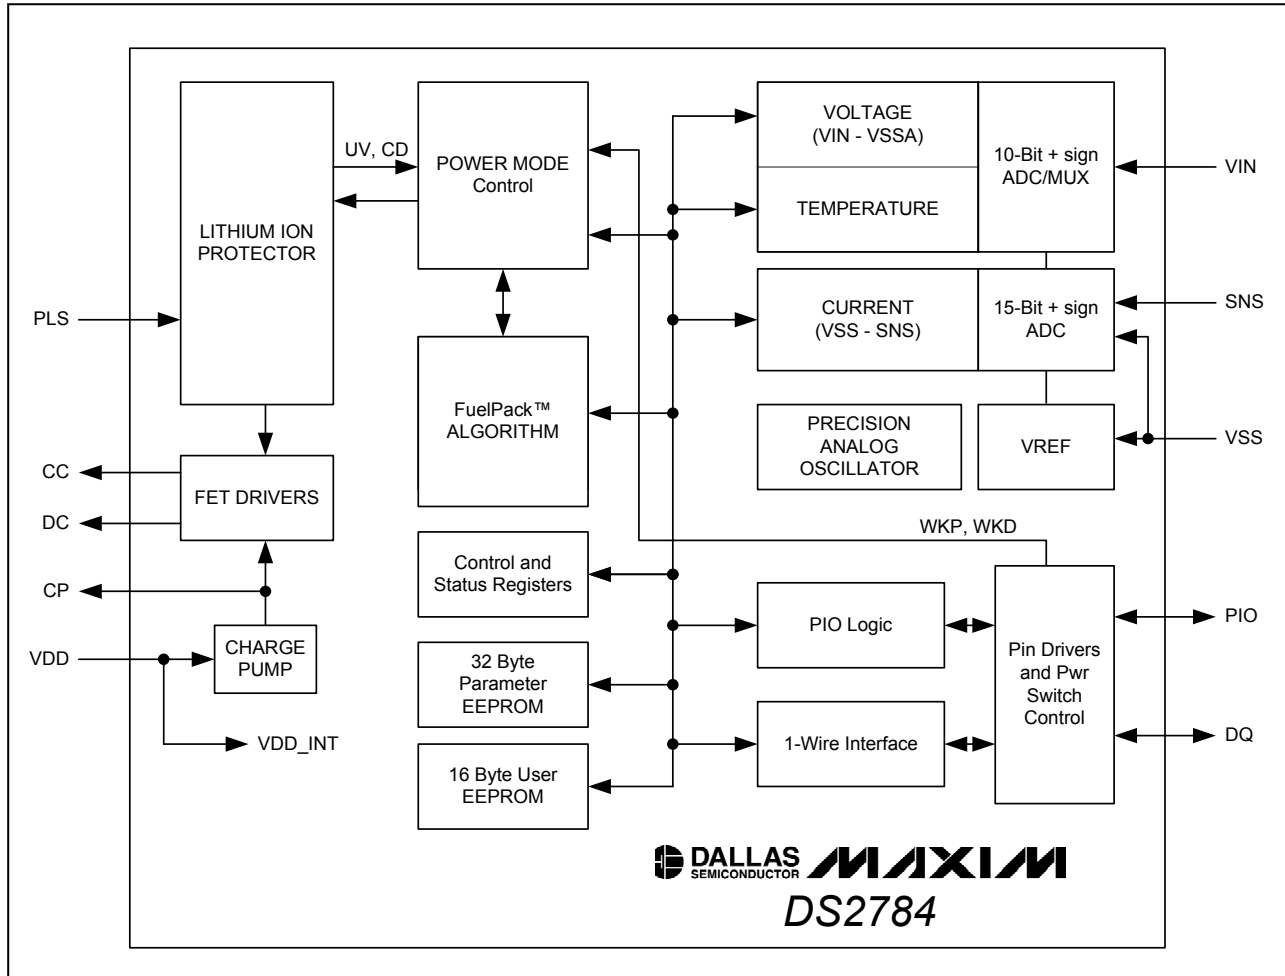 UV, CD
POWER MODE
Control
LITHIUM ION
PROTECTOR
PLS
FuelPack™
ALGORITHM
CC
FET DRIVERS
DC
CP
VDD
CHARGE
PUMP
VDD_INT
Control and
Status Registers
32 Byte
Parameter
EEPROM
16 Byte User
EEPROM
VOLTAGE
(VIN - VSSA)
TEMPERATURE
10-Bit + sign
ADC/MUX
VIN
CURRENT
(VSS - SNS)
15-Bit + sign
ADC
SNS
PRECISION
ANALOG
OSCILLATOR
VREF
VSS
WKP, WKD
PIO Logic
1-Wire Interface
Pin Drivers
and Pwr
Switch
Control
PIO
DQ
DALLAS
SEMICONDUCTOR
MAXIM
DS2784